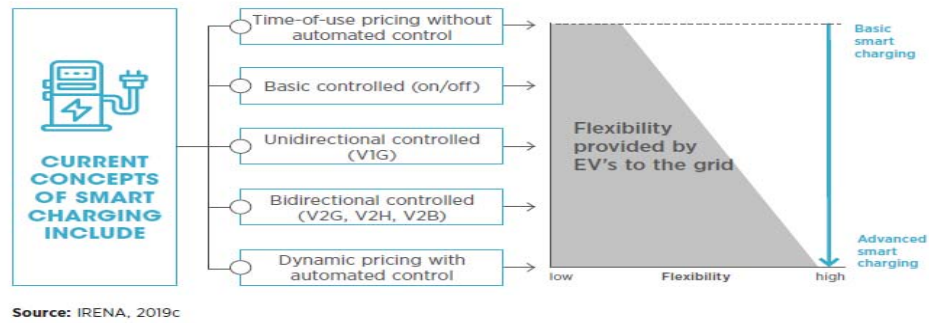 CURRENT
CONCEPTS
OF SMART
CHARGING
INCLUDE
Time-of-use pricing without
automated control
Basic controlled (on/off)
Unidirectional controlled
(V1G)
Bidirectional controlled
(V2G, V2H, V2B)
Dynamic pricing with
automated control
Flexibility
provided by
EV's to the grid
Basic
smart
charging
Advanced
smart
charging
low Flexibility high
Source: IRENA, 2019c